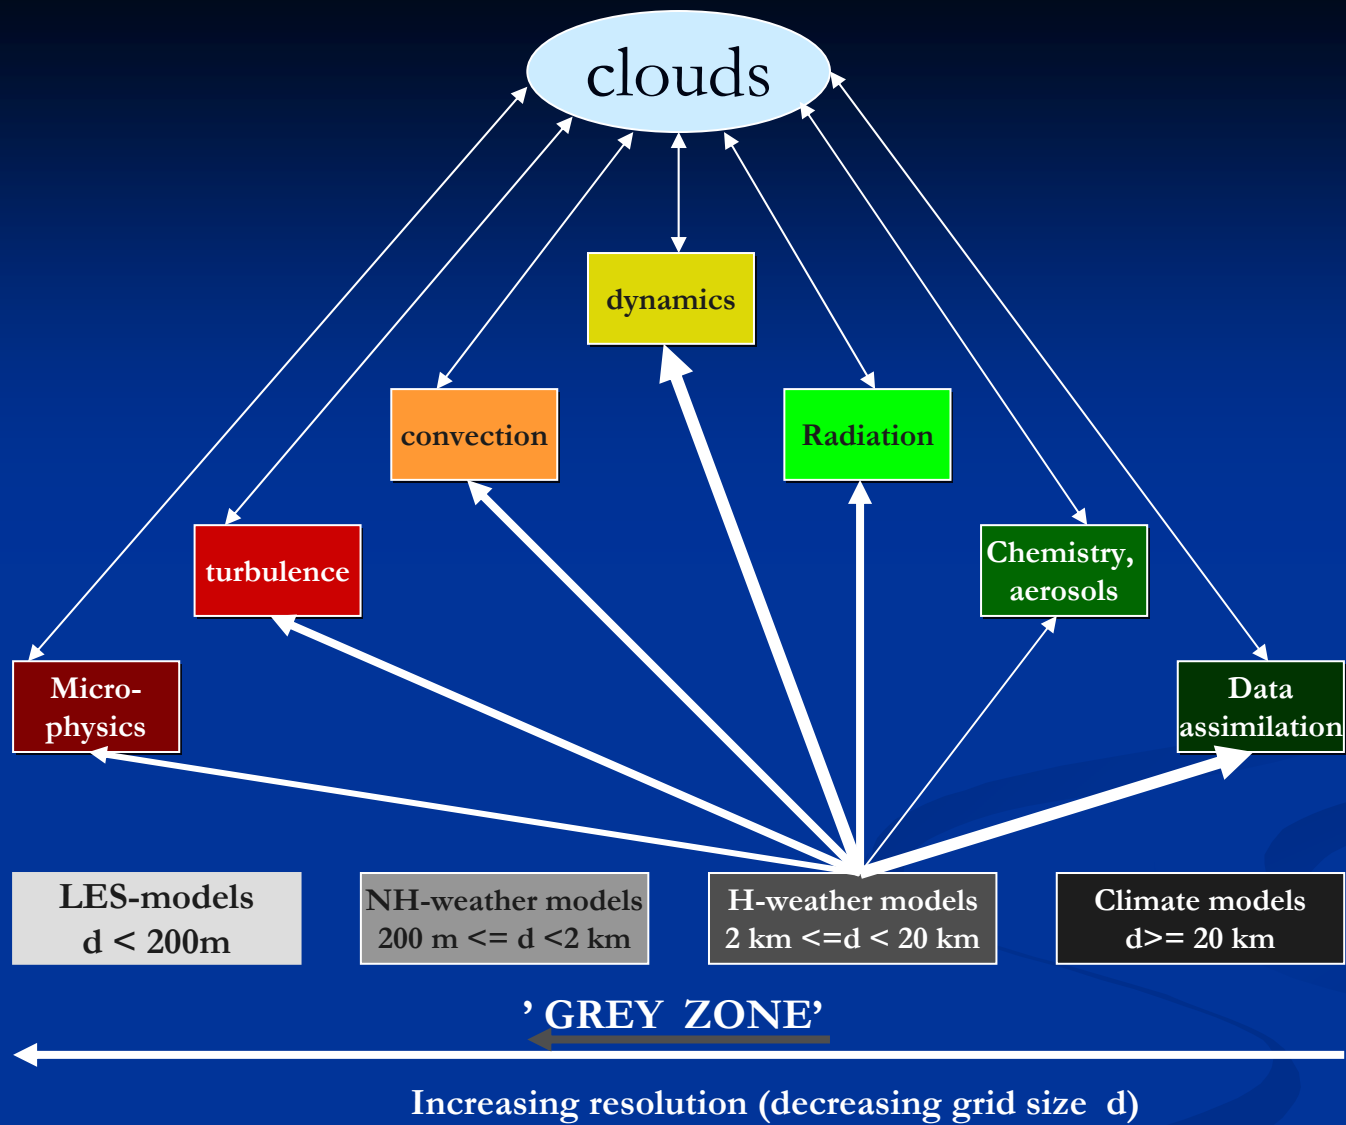 clouds
dynamics
convection
Radiation
turbulence
Chemistry,
aerosols
Micro-
physics
Data
assimilation
LES-models
d < 200m
NH-weather models
200 m <= d <2 km
H-weather models
2 km <=d < 20 km
Climate models
d>= 20 km
’ GREY ZONE’
Increasing resolution (decreasing grid size d)